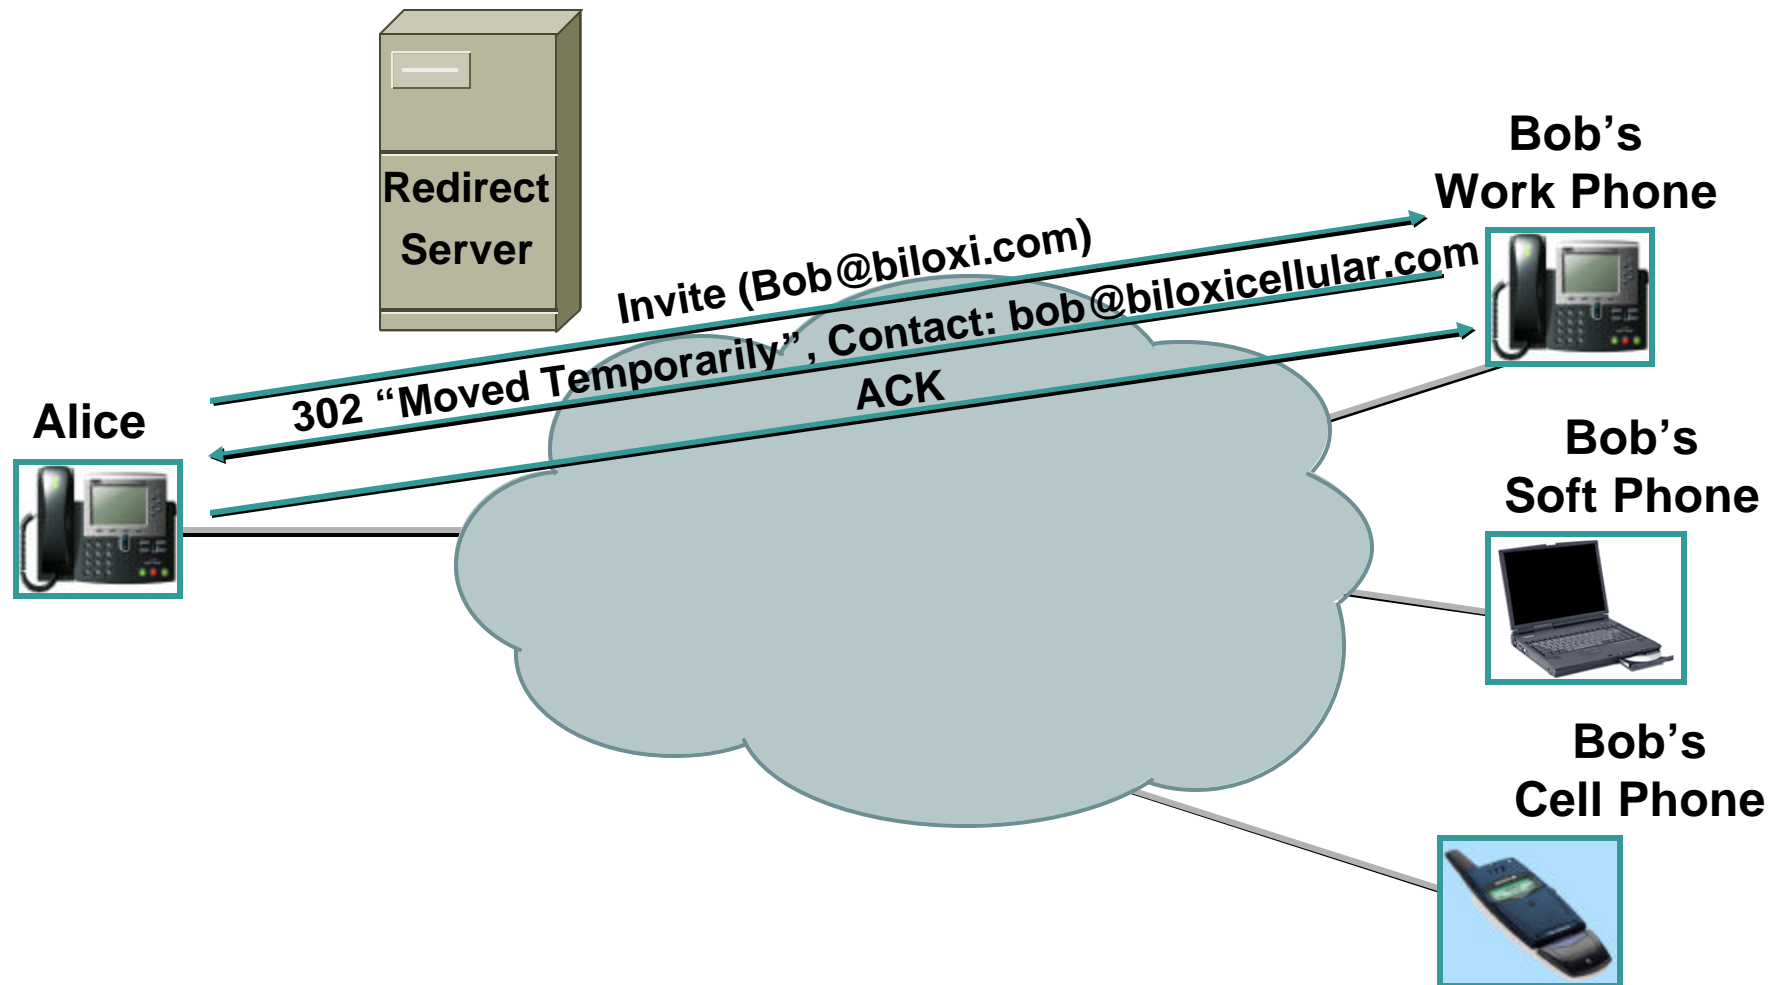 Redirect
Server
Bob’s
Work Phone
Invite (Bob@biloxi.com)
302 “Moved Temporarily”, Contact: bob@biloxicellular.com
ACK
Alice
Bob’s
Soft Phone
Bob’s
Cell Phone